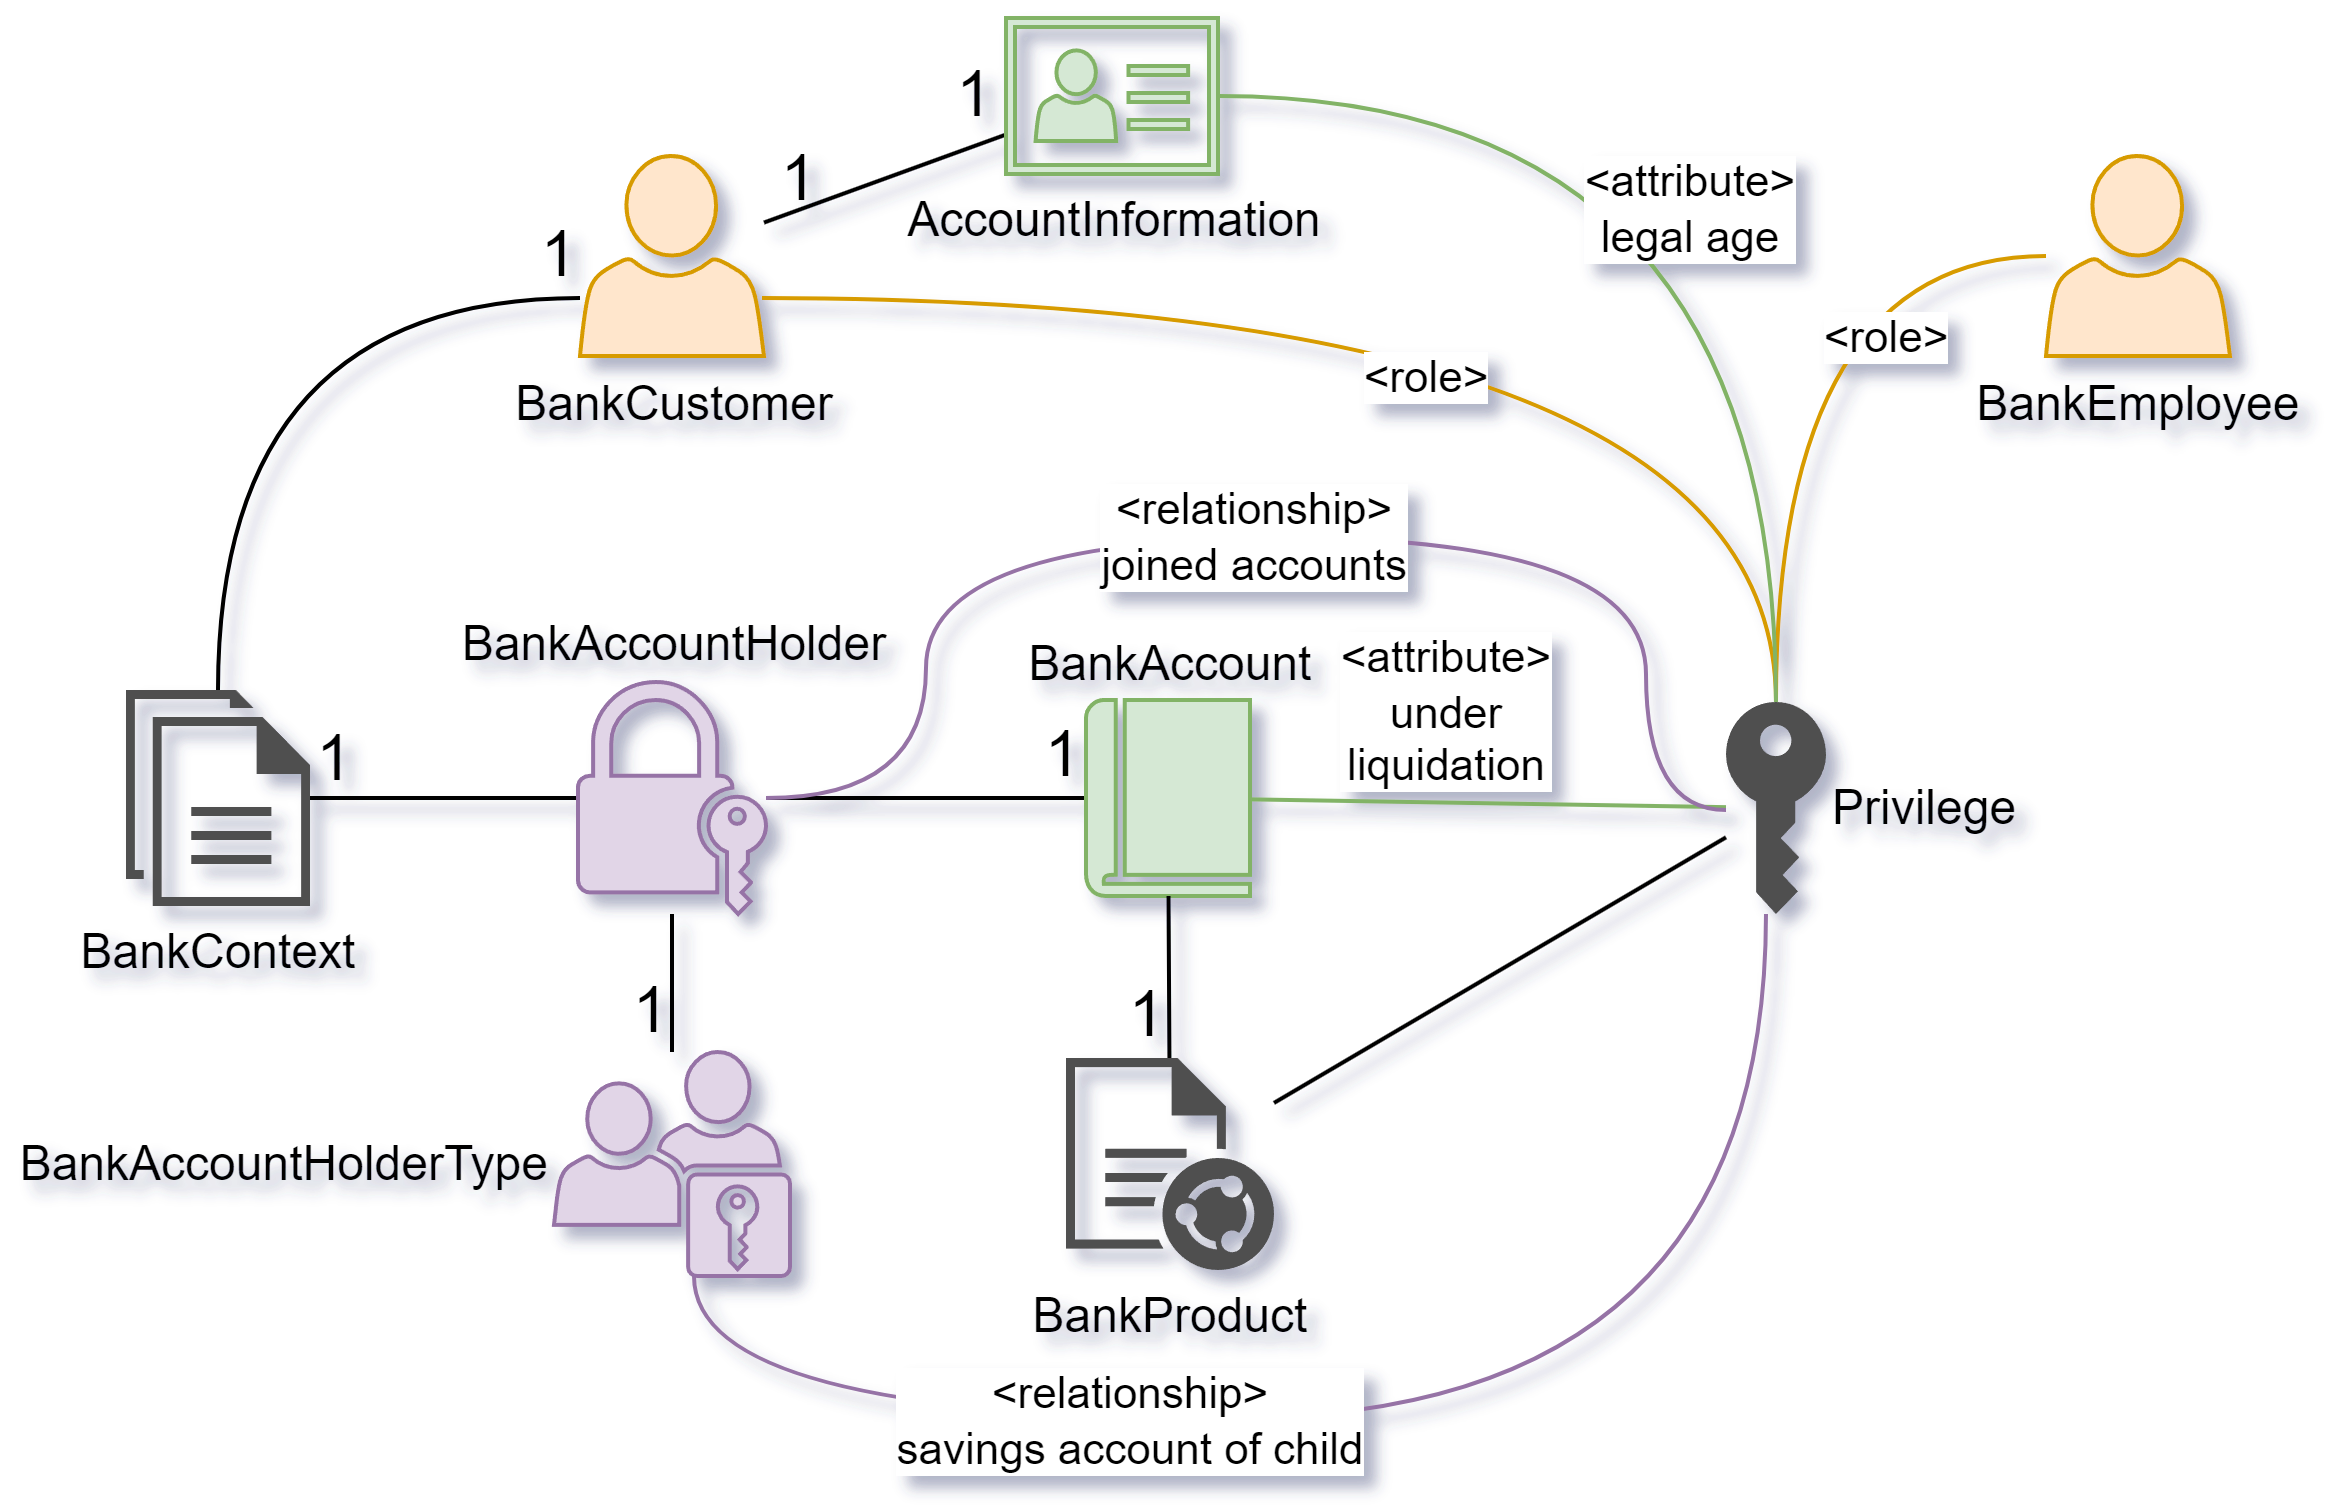 1
AccountInformation
1
<attribute>
legal age
1
BankCustomer
<role>
<role>
BankEmployee
<relationship>
joined accounts
BankAccountHolder
BankAccount
<attribute>
under
liquidation
1
1
Privilege
BankContext
1
1
BankAccountHolderType
BankProduct
<relationship>
savings account of child